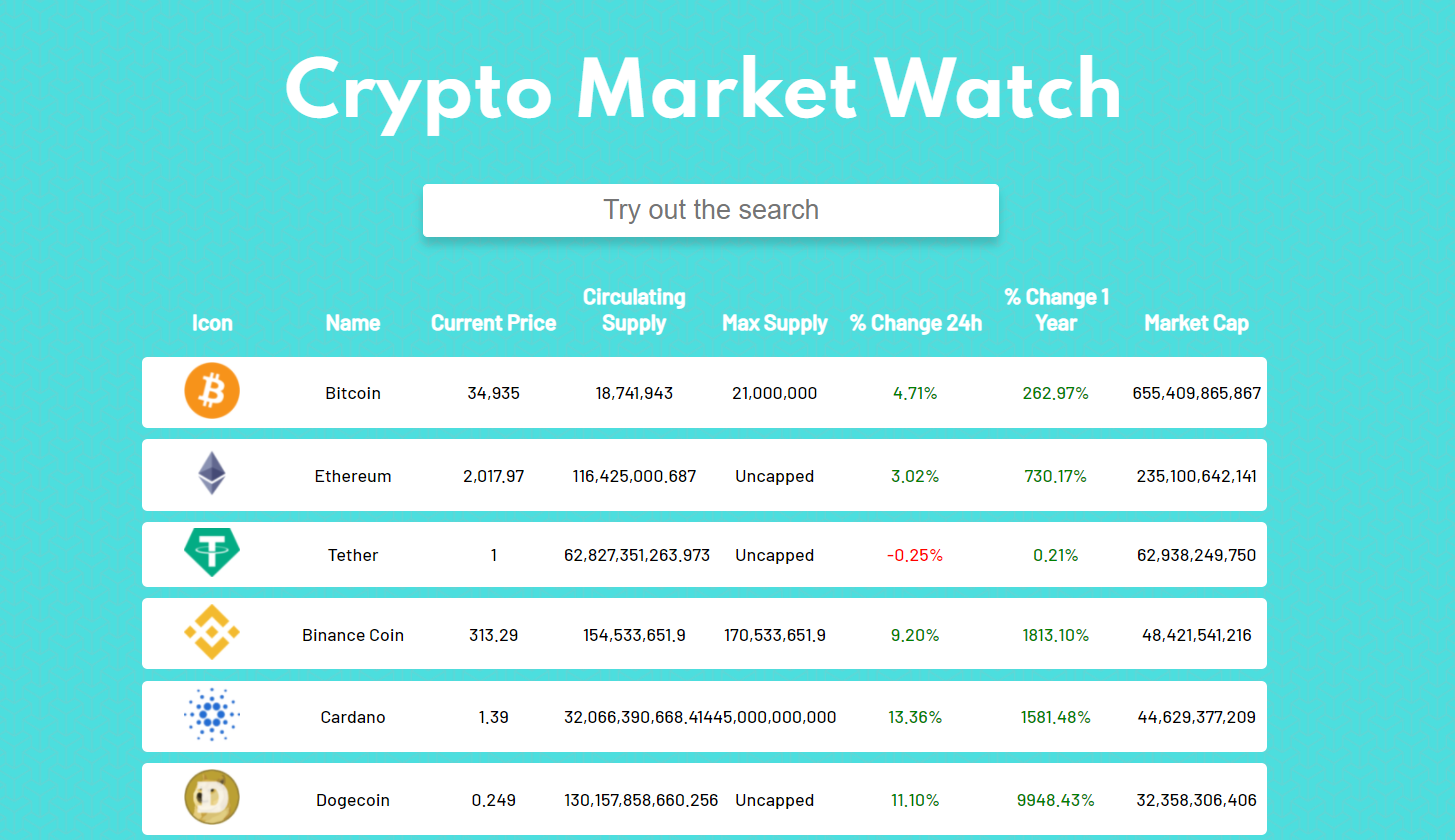 Crypto Market Watch
Try out the search
Icon Name Current Price Circulating Supply Max Supply % Change 24h % Change 1 Year Market Cap
Bitcoin 34,935 18,741,943 21,000,000 4.71% 262.97% 655,409,865,867
Ethereum 2,017.97 116,425,000.687 Uncapped 3.02% 730.17% 235,100,642,141
Tether 1 62,827,351,263.973 Uncapped -0.25% 0.21% 62,938,249,750
Binance Coin 313.29 154,533,651.9 170,533,651.9 9.20% 1813.10% 48,421,541,216
Cardano 1.39 32,066,390,668.41445,000,000,000 13.36% 1581.48% 44,629,377,209
Dogecoin 0.249 130,157,858,660.256 Uncapped 11.10% 9948.43% 32,358,306,406